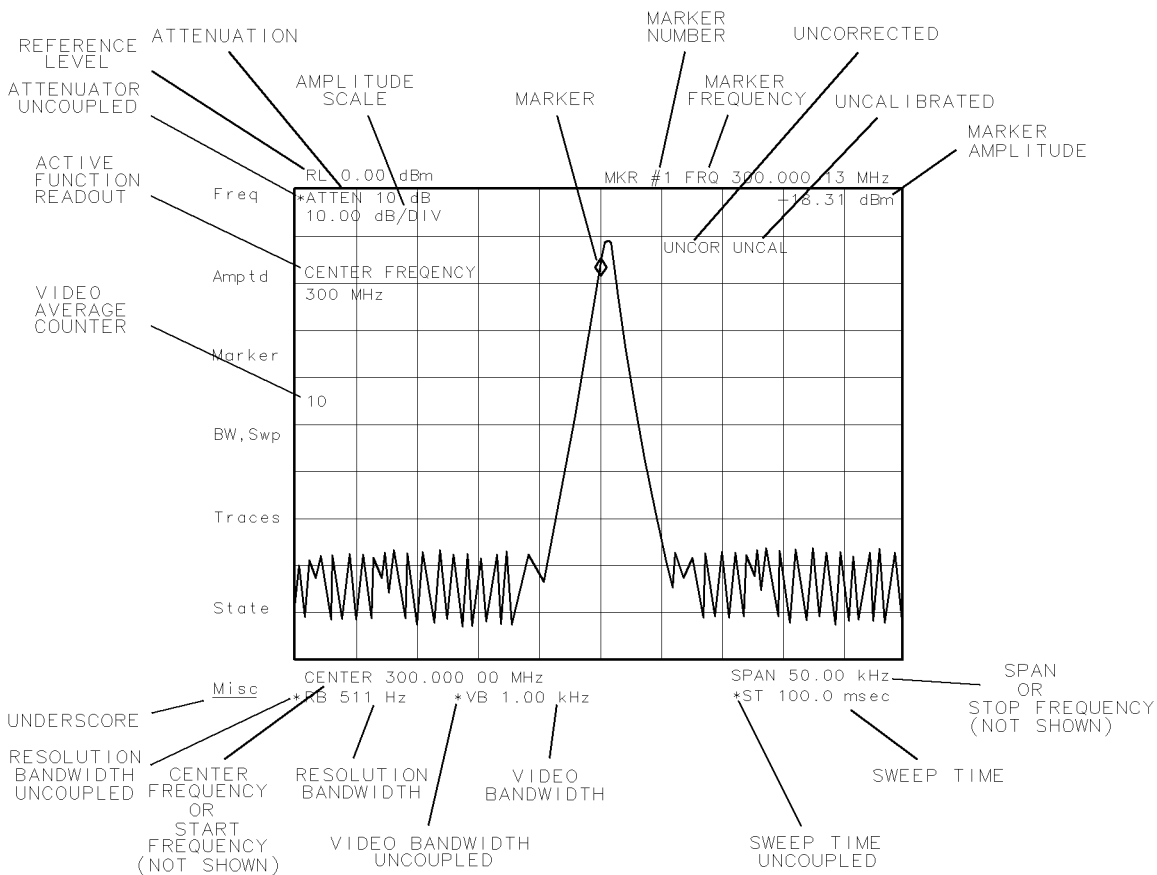 REFERENCE
LEVEL
ATTENUATION
ATTENUATOR
UNCOUPLED
AMPLITUDE
SCALE
MARKER
MARKER
NUMBER
MARKER
FREQUENCY
UNCORRECTED
UNCALIBRATED
MARKER
AMPLITUDE
ACTIVE
FUNCTION
READOUT
VIDEO
AVERAGE
COUNTER
RL 0.00 dBm
MKR #1 FRQ 300.000 13 MHz
Freq
*ATTEN 10 dB
-18.31 dBm
10.00 dB/DIV
UNCOR UNCAL
Amptd
CENTER FREQENCY
300 MHz
Marker
10
BW,Swp
Traces
State
Misc
CENTER 300.000 00 MHz
SPAN 50.00 kHz
*RB 511 Hz
*VB 1.00 kHz
*ST 100.0 msec
UNDERSCORE
RESOLUTION
BANDWIDTH
UNCOUPLED
CENTER
FREQUENCY
OR
START
FREQUENCY
(NOT SHOWN)
RESOLUTION
BANDWIDTH
VIDEO BANDWIDTH
UNCOUPLED
VIDEO
BANDWIDTH
SWEEP TIME
UNCOUPLED
SWEEP TIME
SPAN
OR
STOP FREQUENCY
(NOT SHOWN)